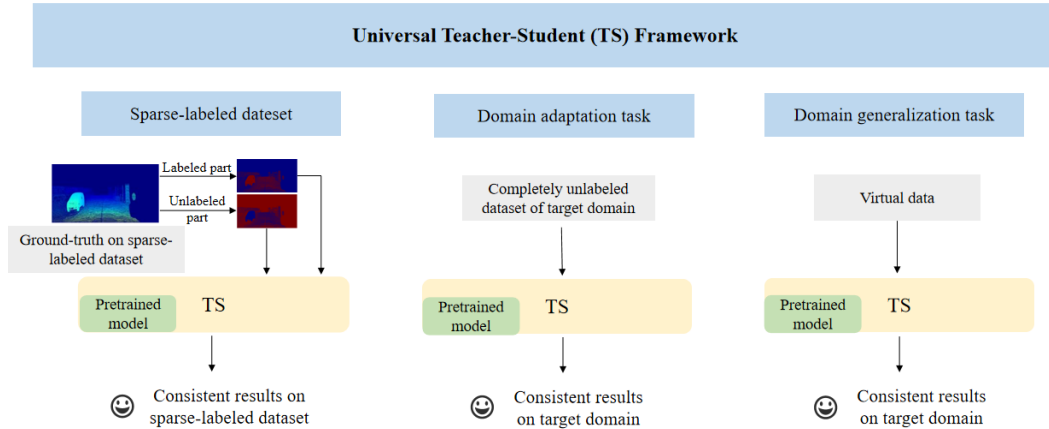 Universal Teacher-Student (TS) Framework
Sparse-labeled dateset
Labeled part
Unlabeled
part
Ground-truth on sparse-
labeled dataset
Pretrained
model
TS
Consistent results on
sparse-labeled dataset
Domain adaptation task
Completely unlabeled
dataset of target domain
Pretrained
model
TS
Consistent results
on target domain
Domain generalization task
Virtual data
Pretrained
model
TS
Consistent results
on target domain